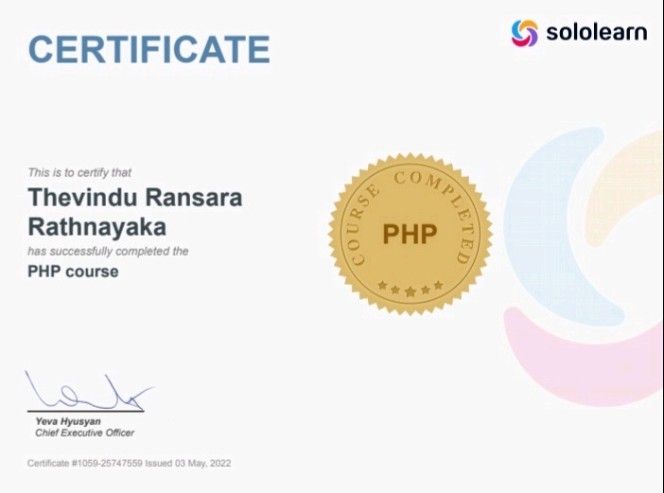 CERTIFICATE
sololearn
This is to certify that
Thevindu Ransara
Rathnayaka
has successfully completed the
PHP course
COURSE COMPLETED
PHP
Yeva Hyusyan
Chief Executive Officer
Certificate #1059-25747559 Issued 03 May, 2022